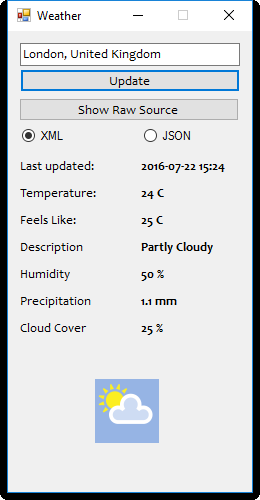 Weather
London, United Kingdom
Update
Show Raw Source
XML JSON
Last updated: 2016-07-22 15:24
Temperature: 24 C
Feels Like: 25 C
Description Partly Cloudy
Humidity 50 %
Precipitation 1.1 mm
Cloud Cover 25 %